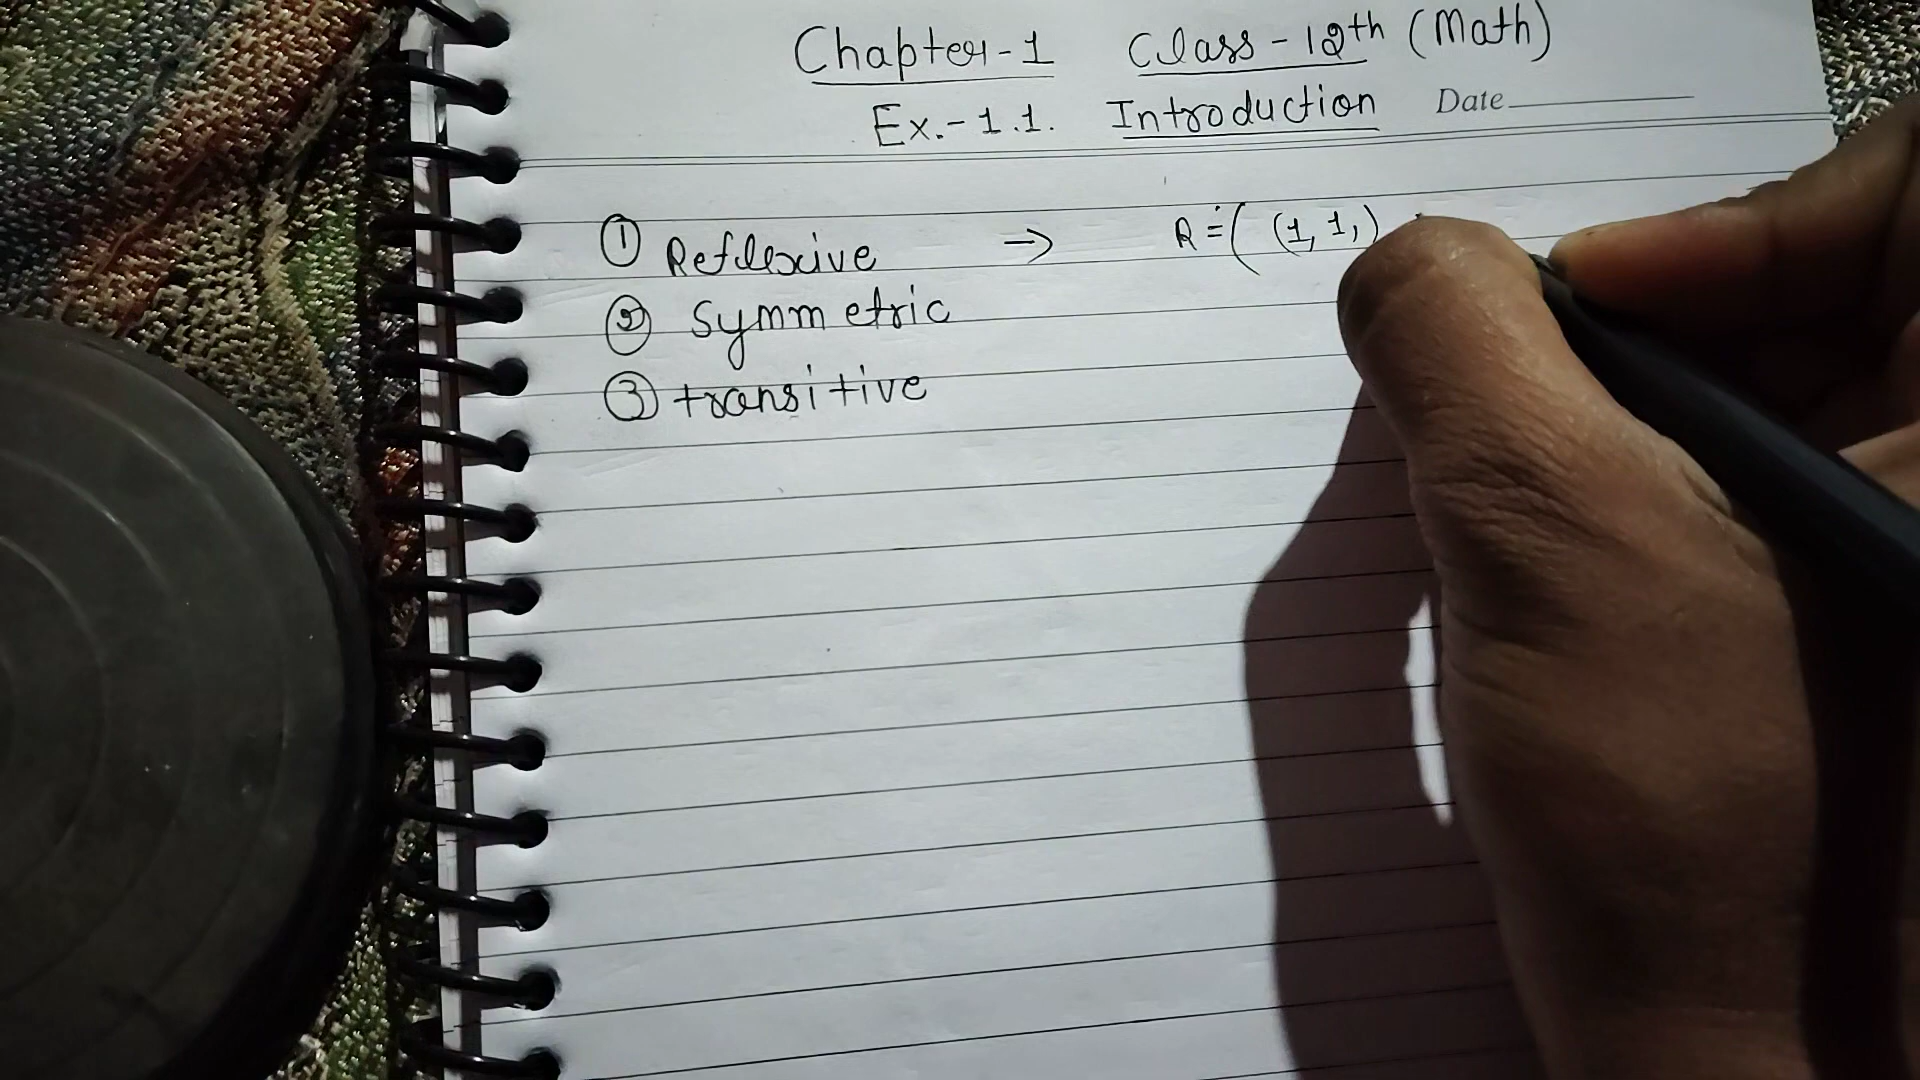 Chapter-1 Class-12th (Math)
Ex.-1.1. Introduction Date
① Reflexive → R = ( (1, 1,)
② Symmetric
③ transitive